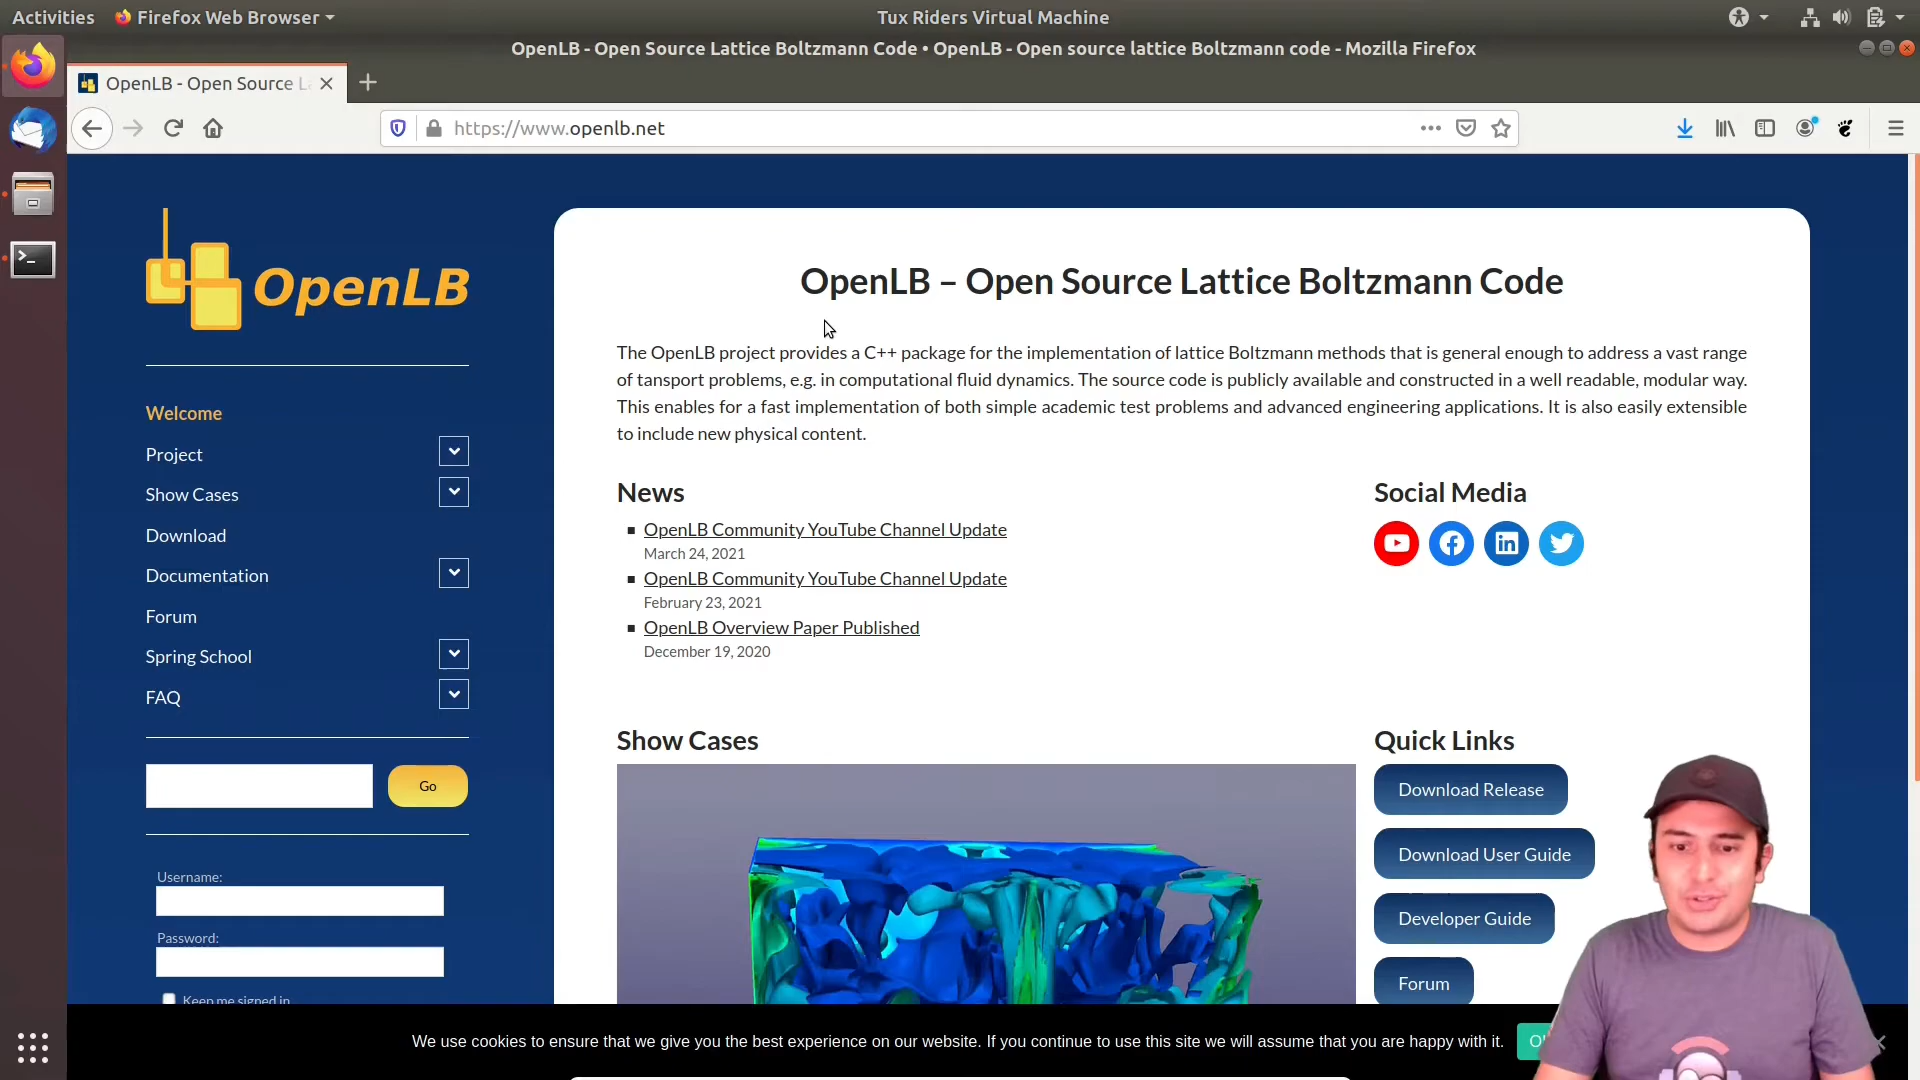 Activities
Firefox Web Browser
Tux Riders Virtual Machine
OpenLB - Open Source Lattice Boltzmann Code • OpenLB - Open source lattice Boltzmann code - Mozilla Firefox
OpenLB - Open Source L
https://www.openlb.net
OpenLB
Welcome
Project
Show Cases
Download
Documentation
Forum
Spring School
FAQ
Go
Username:
Password:
Keep me signed in
OpenLB – Open Source Lattice Boltzmann Code
The OpenLB project provides a C++ package for the implementation of lattice Boltzmann methods that is general enough to address a vast range
of tansport problems, e.g. in computational fluid dynamics. The source code is publicly available and constructed in a well readable, modular way.
This enables for a fast implementation of both simple academic test problems and advanced engineering applications. It is also easily extensible
to include new physical content.
News
OpenLB Community YouTube Channel Update
March 24, 2021
OpenLB Community YouTube Channel Update
February 23, 2021
OpenLB Overview Paper Published
December 19, 2020
Social Media
Show Cases
Quick Links
Download Release
Download User Guide
Developer Guide
Forum
We use cookies to ensure that we give you the best experience on our website. If you continue to use this site we will assume that you are happy with it.